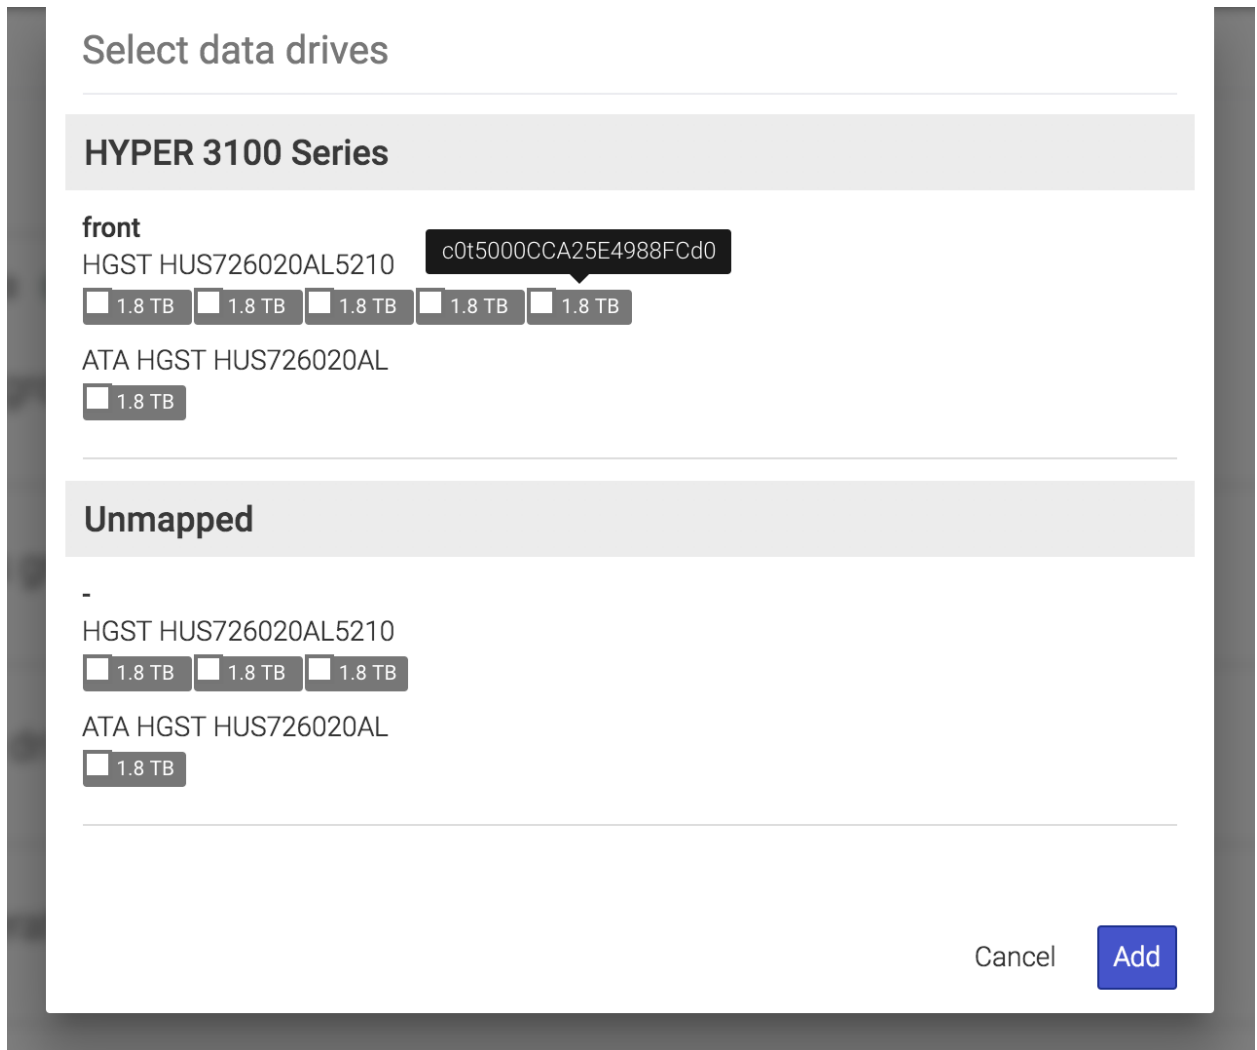 Select data drives
HYPER 3100 Series
front
HGST HUS726020AL5210
c0t5000CCA25E4988FCd0
1.8 TB 1.8 TB 1.8 TB 1.8 TB 1.8 TB
ATA HGST HUS726020AL
1.8 TB
Unmapped
-
HGST HUS726020AL5210
1.8 TB 1.8 TB 1.8 TB
ATA HGST HUS726020AL
1.8 TB
Cancel Add